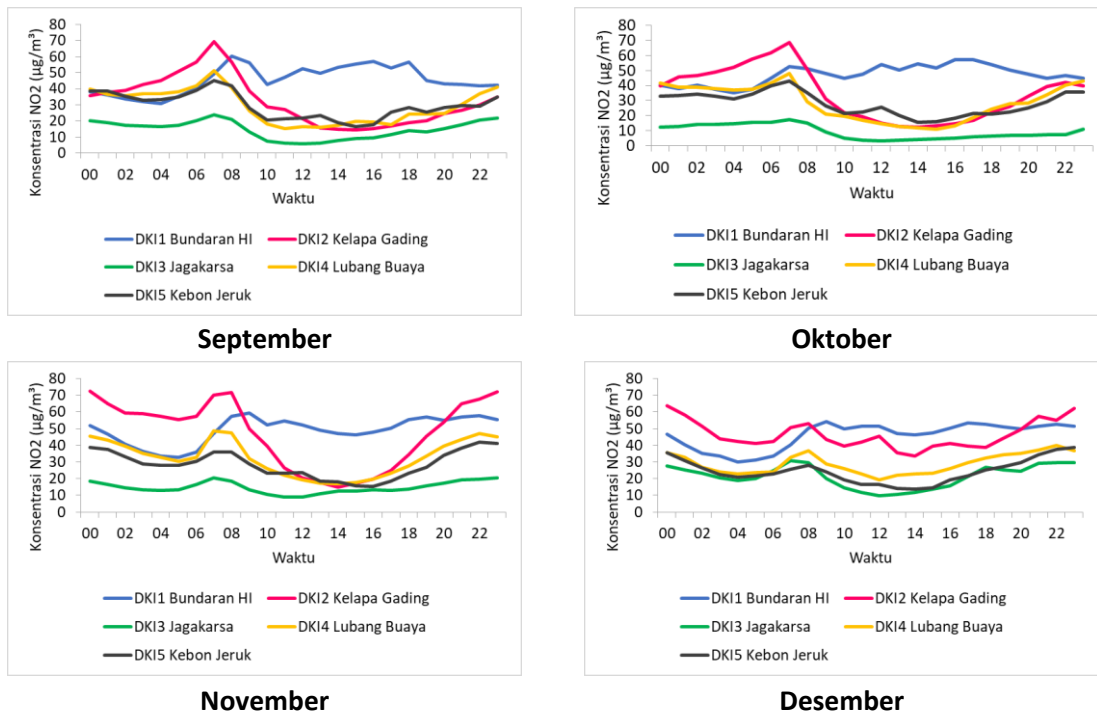 Konsentrasi NO2 (µg/m³)
80
70
60
50
40
30
20
10
0
00 02 04 06 08 10 12 14 16 18 20 22
Waktu
DKI1 Bundaran HI DKI2 Kelapa Gading
DKI3 Jagakarsa DKI4 Lubang Buaya
DKI5 Kebon Jeruk
September
Konsentrasi NO2 (µg/m³)
80
70
60
50
40
30
20
10
0
00 02 04 06 08 10 12 14 16 18 20 22
Waktu
DKI1 Bundaran HI DKI2 Kelapa Gading
DKI3 Jagakarsa DKI4 Lubang Buaya
DKI5 Kebon Jeruk
Oktober
Konsentrasi NO2 (µg/m³)
80
70
60
50
40
30
20
10
0
00 02 04 06 08 10 12 14 16 18 20 22
Waktu
DKI1 Bundaran HI DKI2 Kelapa Gading
DKI3 Jagakarsa DKI4 Lubang Buaya
DKI5 Kebon Jeruk
November
Konsentrasi NO2 (µg/m³)
80
70
60
50
40
30
20
10
0
00 02 04 06 08 10 12 14 16 18 20 22
Waktu
DKI1 Bundaran HI DKI2 Kelapa Gading
DKI3 Jagakarsa DKI4 Lubang Buaya
DKI5 Kebon Jeruk
Desember